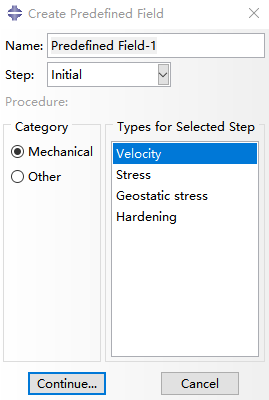 Create Predefined Field
Name: Predefined Field-1
Step: Initial
Procedure:
Category
Mechanical
Other
Types for Selected Step
Velocity
Stress
Geostatic stress
Hardening
Continue... Cancel